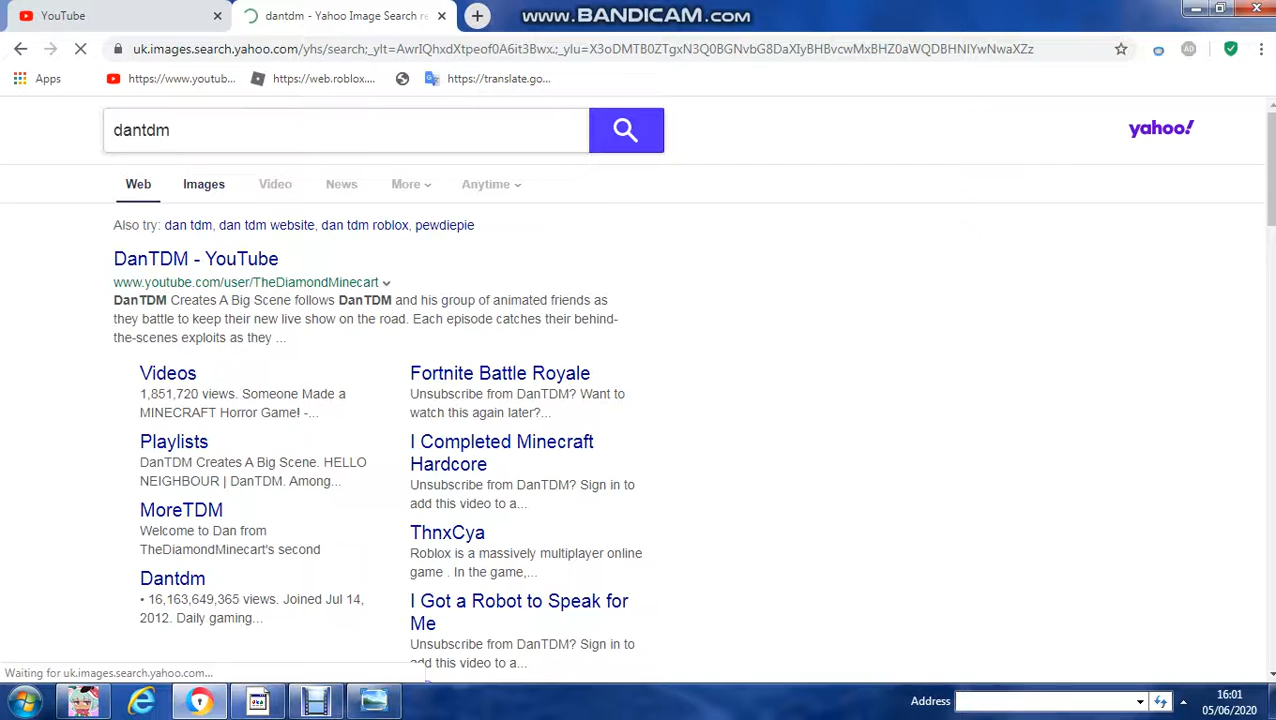 YouTube
dantdm - Yahoo Image Search re
www.BANDICAM.com
uk.images.search.yahoo.com/yhs/search;_ylt=AwrIQhxdXtpeof0A6it3Bwx.;_ylu=X3oDMTB0ZTgxN3Q0BGNvbG8DaXIyBHBvcwMxBHZ0aWQDBHNlYwNwaXZz
AD
Apps
https://www.youtub...
https://web.roblox....
https://translate.go...
dantdm
yahoo!
Web
Images
Video
News
More
Anytime
Also try: dan tdm, dan tdm website, dan tdm roblox, pewdiepie
DanTDM - YouTube
www.youtube.com/user/TheDiamondMinecart
DanTDM Creates A Big Scene follows DanTDM and his group of animated friends as
they battle to keep their new live show on the road. Each episode catches their behind-
the-scenes exploits as they ...
Videos
1,851,720 views. Someone Made a
MINECRAFT Horror Game! -...
Playlists
DanTDM Creates A Big Scene. HELLO
NEIGHBOUR | DanTDM. Among...
MoreTDM
Welcome to Dan from
TheDiamondMinecart's second
Dantdm
• 16,163,649,365 views. Joined Jul 14,
2012. Daily gaming...
Fortnite Battle Royale
Unsubscribe from DanTDM? Want to
watch this again later?...
I Completed Minecraft
Hardcore
Unsubscribe from DanTDM? Sign in to
add this video to a...
ThnxCya
Roblox is a massively multiplayer online
game . In the game,...
I Got a Robot to Speak for
Me
Unsubscribe from DanTDM? Sign in to
add this video to a...
Waiting for uk.images.search.yahoo.com...
Address
16:01
05/06/2020